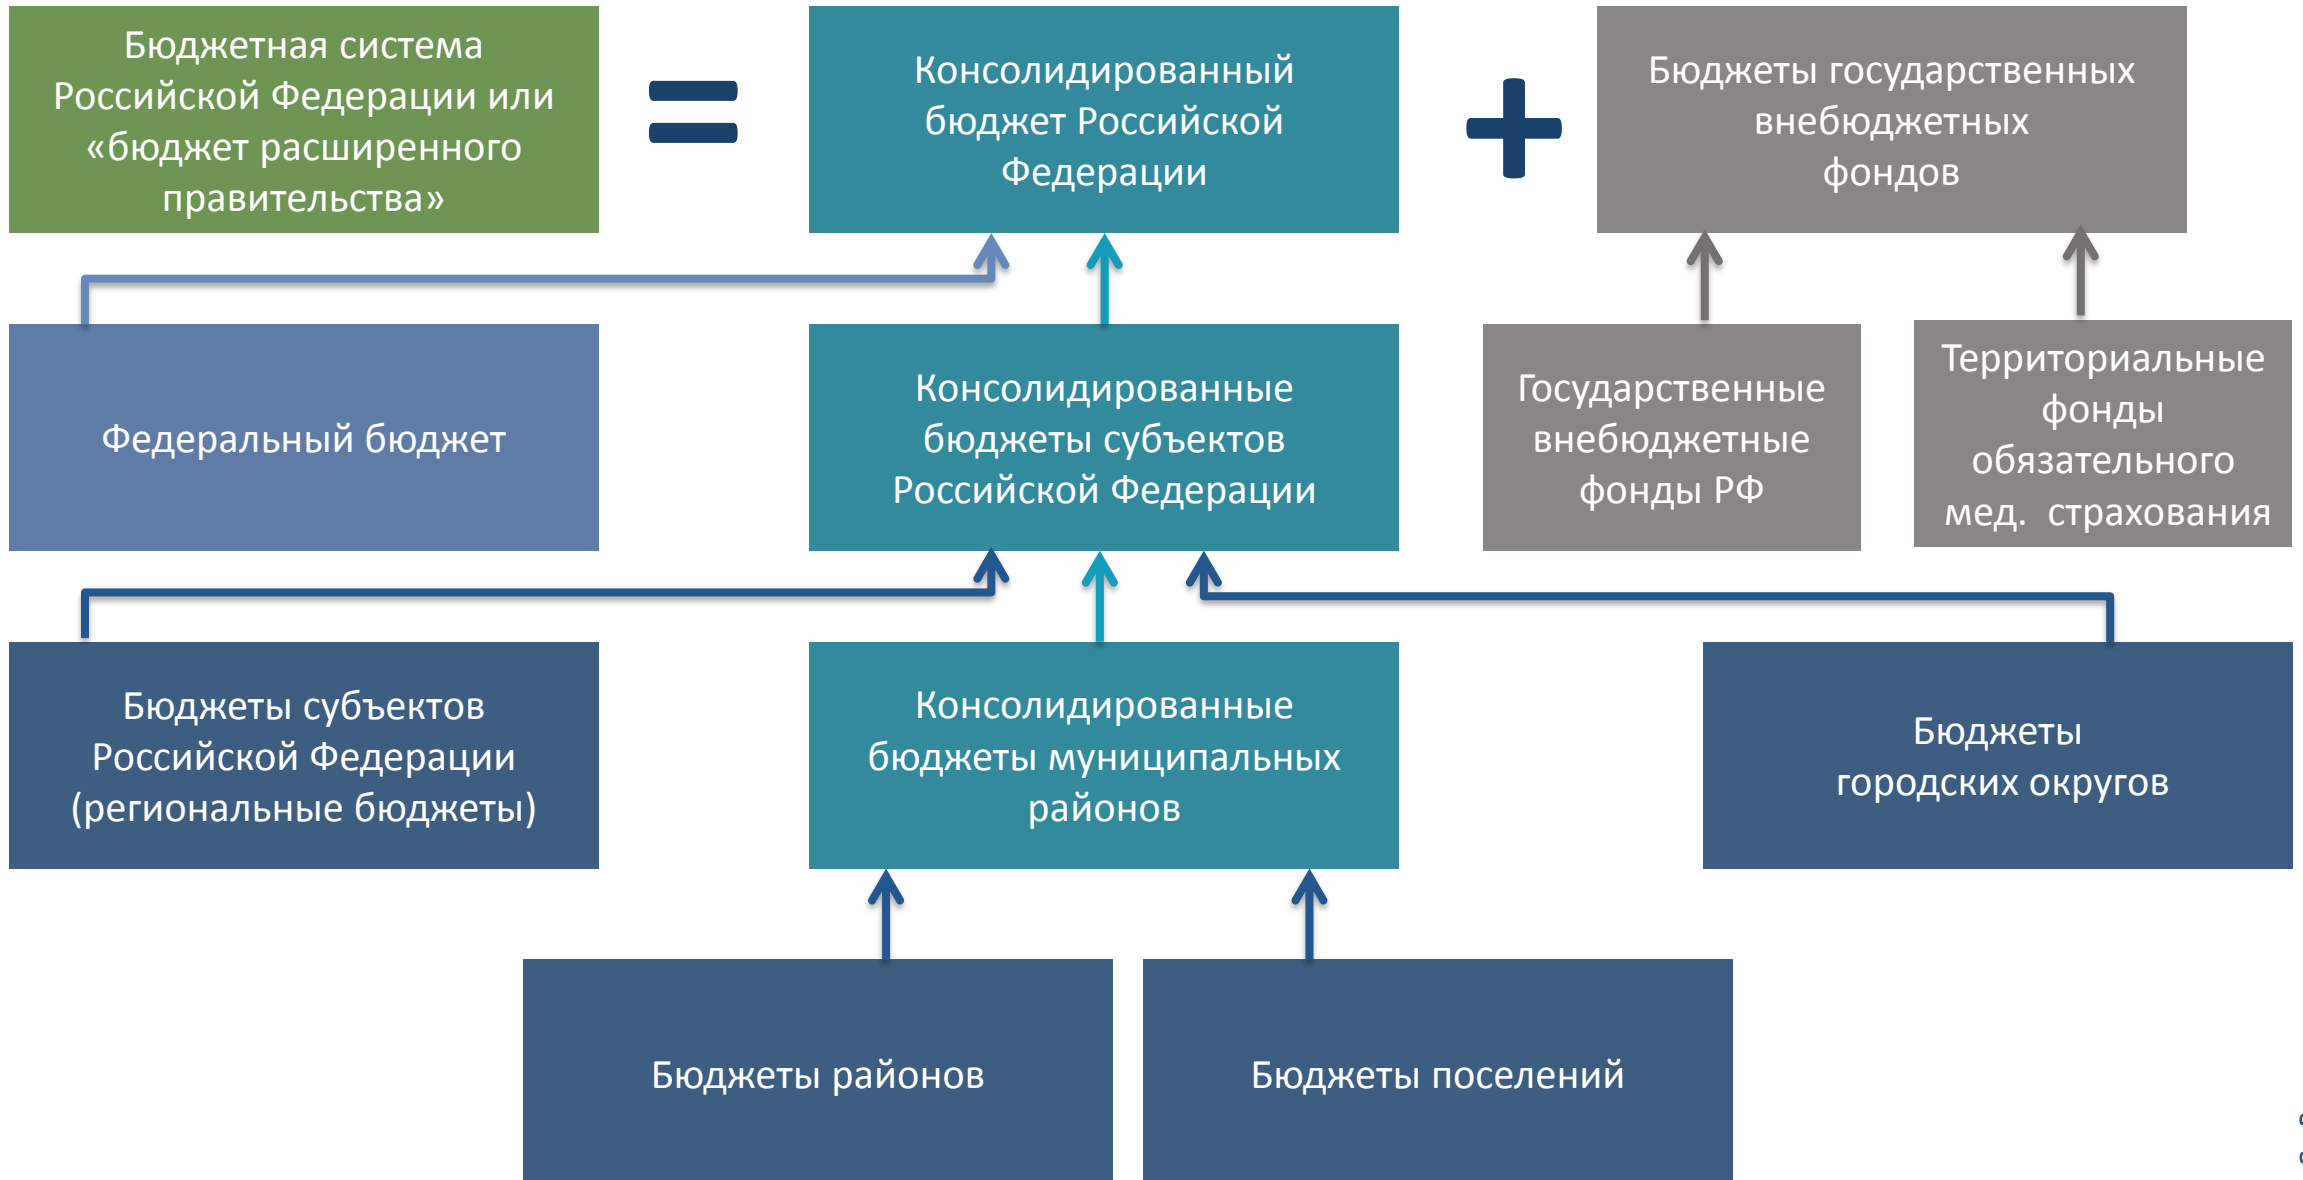 Бюджетная система
Российской Федерации или
«бюджет расширенного
правительства»
=
Консолидированный
бюджет Российской
Федерации
+
Бюджеты государственных
внебюджетных
фондов
Федеральный бюджет
Консолидированные
бюджеты субъектов
Российской Федерации
Государственные
внебюджетные
фонды РФ
Территориальные
фонды
обязательного
мед. страхования
Бюджеты субъектов
Российской Федерации
(региональные бюджеты)
Консолидированные
бюджеты муниципальных
районов
Бюджеты
городских округов
Бюджеты районов
Бюджеты поселений